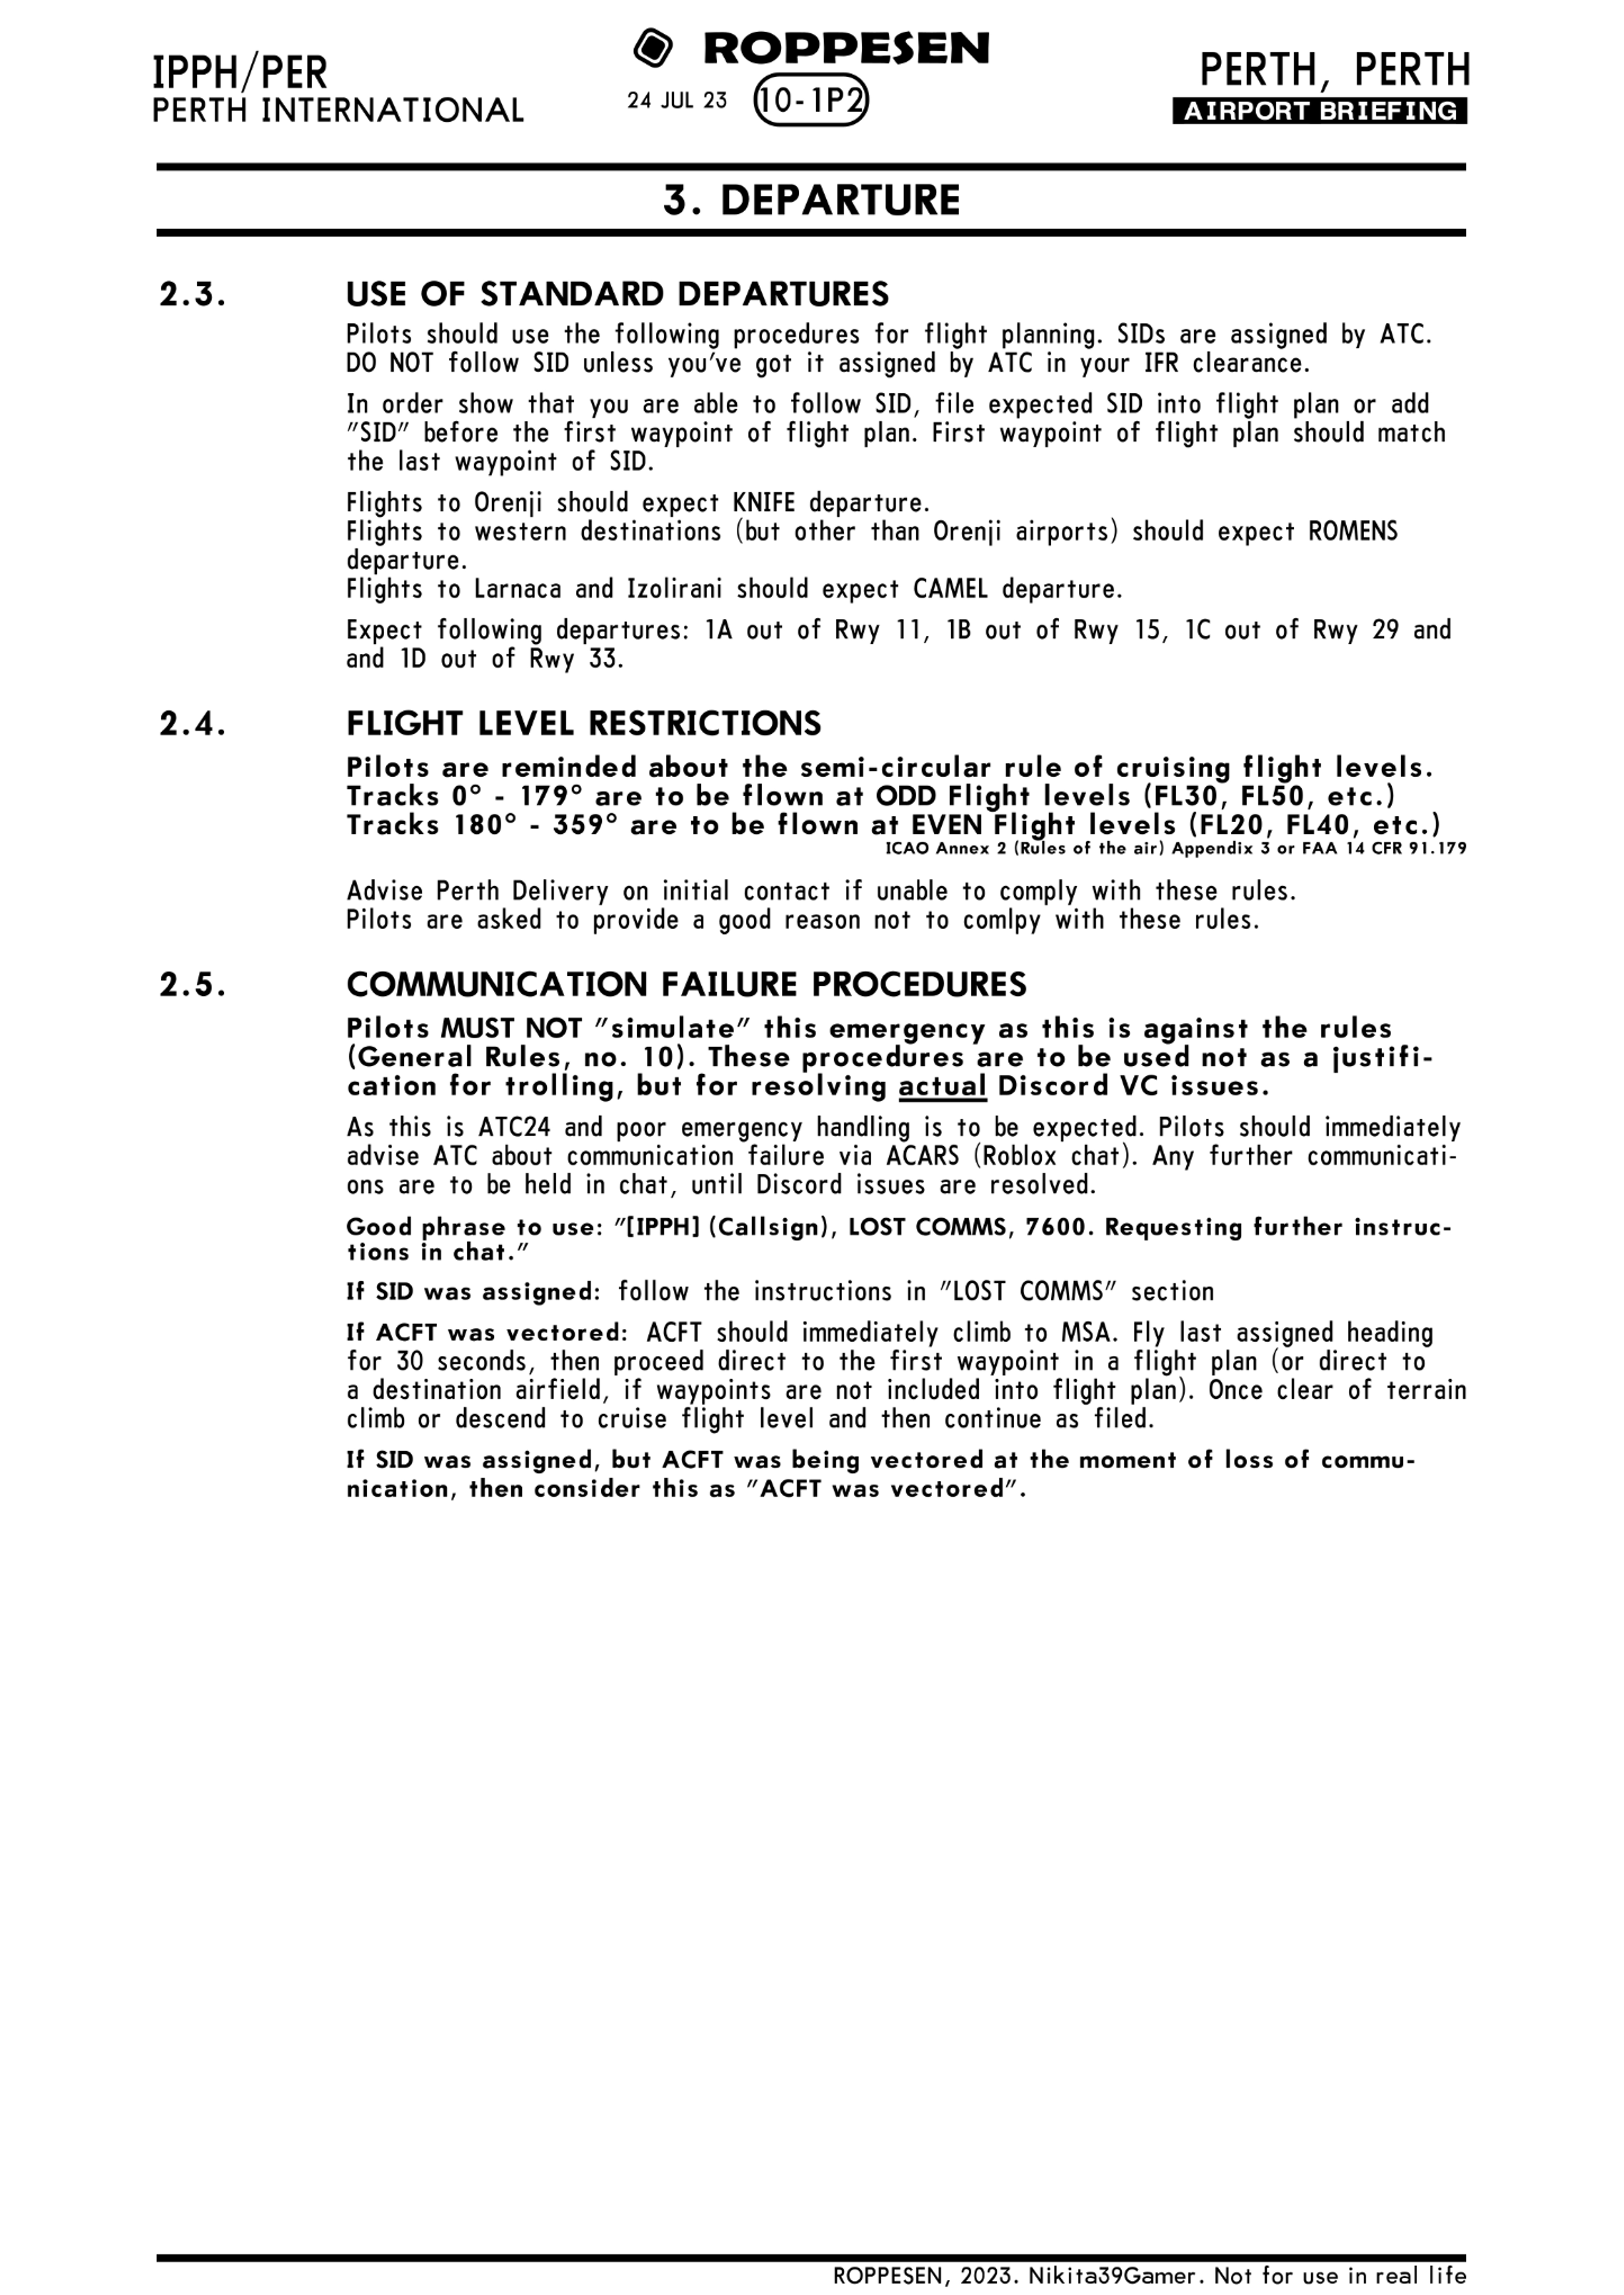 IPPH/PER
PERTH INTERNATIONAL
ROPPESEN
24 JUL 23
10-1P2
PERTH, PERTH
AIRPORT BRIEFING
3. DEPARTURE
2.3. USE OF STANDARD DEPARTURES
Pilots should use the following procedures for flight planning. SIDs are assigned by ATC.
DO NOT follow SID unless you've got it assigned by ATC in your IFR clearance.
In order show that you are able to follow SID, file expected SID into flight plan or add
"SID" before the first waypoint of flight plan. First waypoint of flight plan should match
the last waypoint of SID.
Flights to Orenji should expect KNIFE departure.
Flights to western destinations (but other than Orenji airports) should expect ROMENS
departure.
Flights to Larnaca and Izolirani should expect CAMEL departure.
Expect following departures: 1A out of Rwy 11, 1B out of Rwy 15, 1C out of Rwy 29 and
and 1D out of Rwy 33.
2.4. FLIGHT LEVEL RESTRICTIONS
Pilots are reminded about the semi-circular rule of cruising flight levels.
Tracks 0° - 179° are to be flown at ODD Flight levels (FL30, FL50, etc.)
Tracks 180° - 359° are to be flown at EVEN Flight levels (FL20, FL40, etc.)
ICAO Annex 2 (Rules of the air) Appendix 3 or FAA 14 CFR 91.179
Advise Perth Delivery on initial contact if unable to comply with these rules.
Pilots are asked to provide a good reason not to comlpy with these rules.
2.5. COMMUNICATION FAILURE PROCEDURES
Pilots MUST NOT "simulate" this emergency as this is against the rules
(General Rules, no. 10). These procedures are to be used not as a justifi-
cation for trolling, but for resolving actual Discord VC issues.
As this is ATC24 and poor emergency handling is to be expected. Pilots should immediately
advise ATC about communication failure via ACARS (Roblox chat). Any further communicati-
ons are to be held in chat, until Discord issues are resolved.
Good phrase to use: "[IPPH] (Callsign), LOST COMMS, 7600. Requesting further instruc-
tions in chat."
If SID was assigned: follow the instructions in "LOST COMMS" section
If ACFT was vectored: ACFT should immediately climb to MSA. Fly last assigned heading
for 30 seconds, then proceed direct to the first waypoint in a flight plan (or direct to
a destination airfield, if waypoints are not included into flight plan). Once clear of terrain
climb or descend to cruise flight level and then continue as filed.
If SID was assigned, but ACFT was being vectored at the moment of loss of commu-
nication, then consider this as "ACFT was vectored".
ROPPESEN, 2023. Nikita39Gamer. Not for use in real life